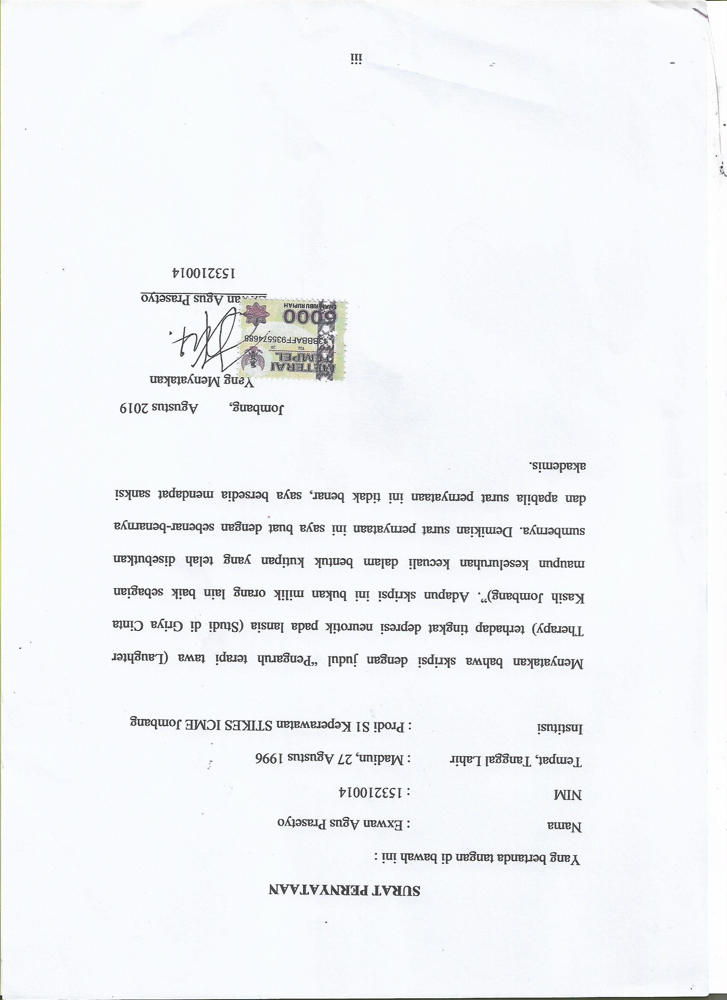 SURAT PERNYATAAN
Yang bertanda tangan di bawah ini :
Nama : Exwan Agus Prasetyo
NIM : 153210014
Tempat, Tanggal Lahir : Madiun, 27 Agustus 1996
Institusi : Prodi S1 Keperawatan STIKES ICME Jombang
Menyatakan bahwa skripsi dengan judul “Pengaruh terapi tawa (Laughter
Therapy) terhadap tingkat depresi neurotik pada lansia (Studi di Griya Cinta
Kasih Jombang)”. Adapun skripsi ini bukan milik orang lain baik sebagian
maupun keseluruhan kecuali dalam bentuk kutipan yang telah disebutkan
sumbernya. Demikian surat pernyataan ini saya buat dengan sebenar-benarnya
dan apabila surat pernyataan ini tidak benar, saya bersedia mendapat sanksi
akademis.
Jombang, Agustus 2019
Yang Menyatakan
METERAI
TEMPEL
TGL 20
6000
ENAM RIBU RUPIAH
Agus Prasetyo
153210014
iii